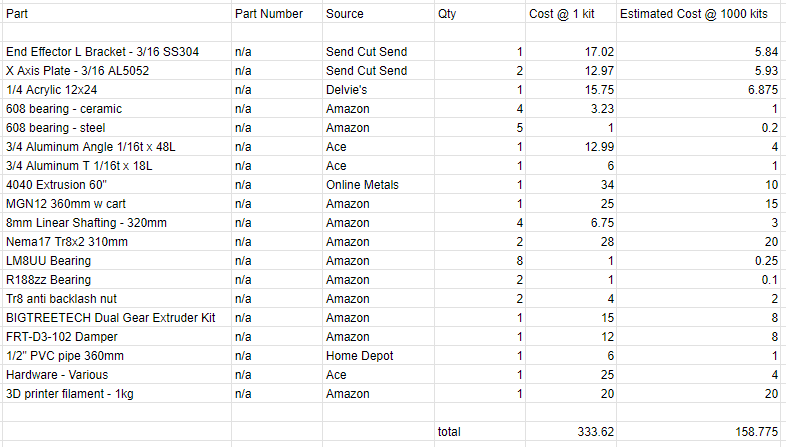 Part Part Number Source Qty Cost @ 1 kit Estimated Cost @ 1000 kits
End Effector L Bracket - 3/16 SS304 n/a Send Cut Send 1 17.02 5.84
X Axis Plate - 3/16 AL5052 n/a Send Cut Send 2 12.97 5.93
1/4 Acrylic 12x24 n/a Delvie's 1 15.75 6.875
608 bearing - ceramic n/a Amazon 4 3.23 1
608 bearing - steel n/a Amazon 5 1 0.2
3/4 Aluminum Angle 1/16t x 48L n/a Ace 1 12.99 4
3/4 Aluminum T 1/16t x 18L n/a Ace 1 6 1
4040 Extrusion 60" n/a Online Metals 1 34 10
MGN12 360mm w cart n/a Amazon 1 25 15
8mm Linear Shafting - 320mm n/a Amazon 4 6.75 3
Nema17 Tr8x2 310mm n/a Amazon 2 28 20
LM8UU Bearing n/a Amazon 8 1 0.25
R188zz Bearing n/a Amazon 2 1 0.1
Tr8 anti backlash nut n/a Amazon 2 4 2
BIGTREETECH Dual Gear Extruder Kit n/a Amazon 1 15 8
FRT-D3-102 Damper n/a Amazon 1 12 8
1/2" PVC pipe 360mm n/a Home Depot 1 6 1
Hardware - Various n/a Ace 1 25 4
3D printer filament - 1kg n/a Amazon 1 20 20
total 333.62 158.775